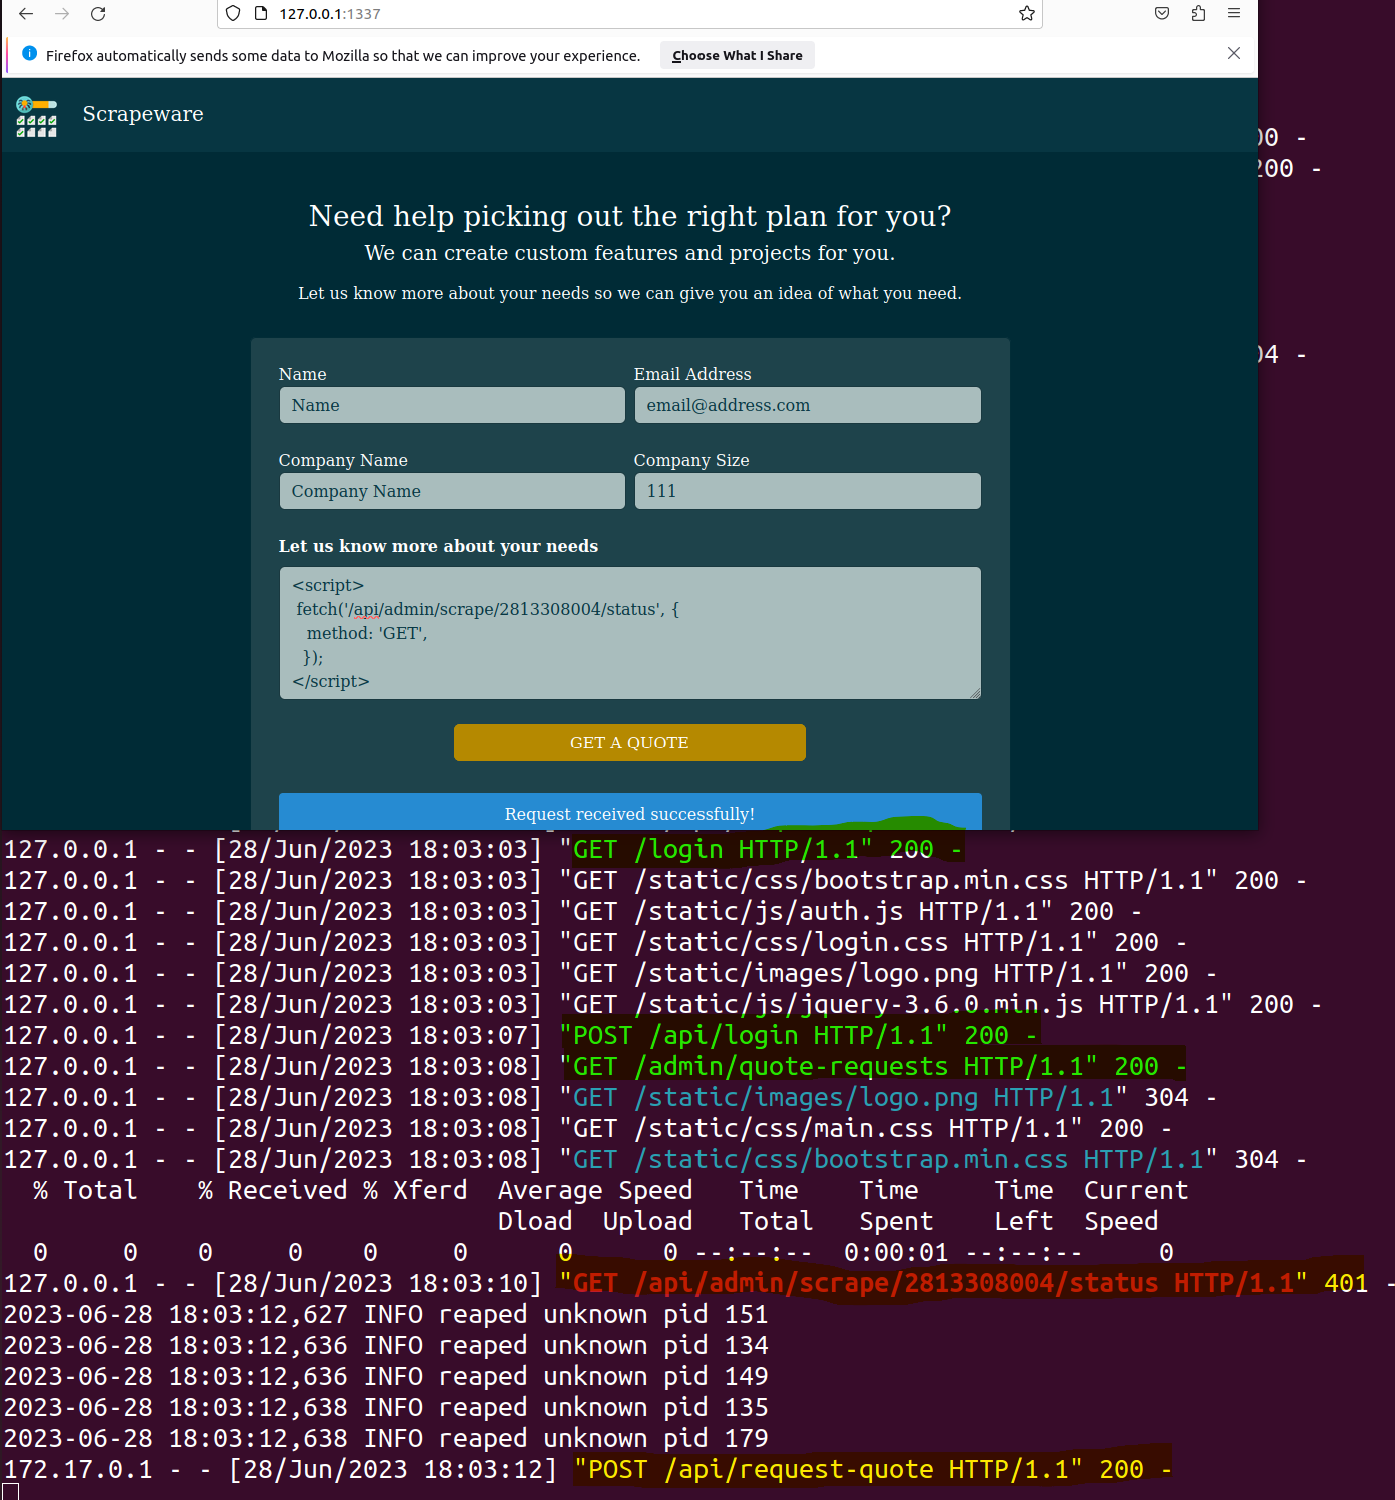 127.0.0.1:1337
Firefox automatically sends some data to Mozilla so that we can improve your experience. Choose What I Share
Scrapeware
00 -
200 -
04 -
Need help picking out the right plan for you?
We can create custom features and projects for you.
Let us know more about your needs so we can give you an idea of what you need.
Name Email Address
Name email@address.com
Company Name Company Size
Company Name 111
Let us know more about your needs
<script>
fetch('/api/admin/scrape/2813308004/status', {
method: 'GET',
});
</script>
GET A QUOTE
Request received successfully!
127.0.0.1 - - [28/Jun/2023 18:03:03] "GET /login HTTP/1.1" 200 -
127.0.0.1 - - [28/Jun/2023 18:03:03] "GET /static/css/bootstrap.min.css HTTP/1.1" 200 -
127.0.0.1 - - [28/Jun/2023 18:03:03] "GET /static/js/auth.js HTTP/1.1" 200 -
127.0.0.1 - - [28/Jun/2023 18:03:03] "GET /static/css/login.css HTTP/1.1" 200 -
127.0.0.1 - - [28/Jun/2023 18:03:03] "GET /static/images/logo.png HTTP/1.1" 200 -
127.0.0.1 - - [28/Jun/2023 18:03:03] "GET /static/js/jquery-3.6.0.min.js HTTP/1.1" 200 -
127.0.0.1 - - [28/Jun/2023 18:03:07] "POST /api/login HTTP/1.1" 200 -
127.0.0.1 - - [28/Jun/2023 18:03:08] "GET /admin/quote-requests HTTP/1.1" 200 -
127.0.0.1 - - [28/Jun/2023 18:03:08] "GET /static/images/logo.png HTTP/1.1" 304 -
127.0.0.1 - - [28/Jun/2023 18:03:08] "GET /static/css/main.css HTTP/1.1" 200 -
127.0.0.1 - - [28/Jun/2023 18:03:08] "GET /static/css/bootstrap.min.css HTTP/1.1" 304 -
% Total % Received % Xferd Average Speed Time Time Time Current
Dload Upload Total Spent Left Speed
0 0 0 0 0 0 0 0 --:--:-- 0:00:01 --:--:-- 0
127.0.0.1 - - [28/Jun/2023 18:03:10] "GET /api/admin/scrape/2813308004/status HTTP/1.1" 401 -
2023-06-28 18:03:12,627 INFO reaped unknown pid 151
2023-06-28 18:03:12,636 INFO reaped unknown pid 134
2023-06-28 18:03:12,636 INFO reaped unknown pid 149
2023-06-28 18:03:12,638 INFO reaped unknown pid 135
2023-06-28 18:03:12,638 INFO reaped unknown pid 179
172.17.0.1 - - [28/Jun/2023 18:03:12] "POST /api/request-quote HTTP/1.1" 200 -